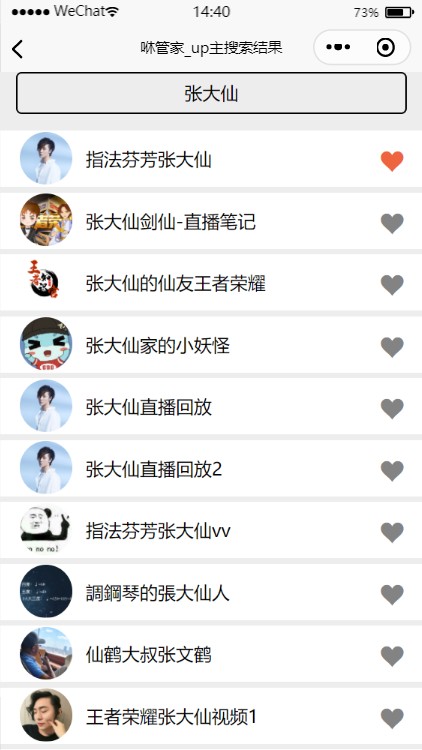 WeChat 14:40 73%
咻管家_up主搜索结果
张大仙
指法芬芳张大仙
张大仙剑仙-直播笔记
张大仙的仙友王者荣耀
张大仙家的小妖怪
张大仙直播回放
张大仙直播回放2
指法芬芳张大仙vv
調鋼琴的張大仙人
仙鹤大叔张文鹤
王者荣耀张大仙视频1